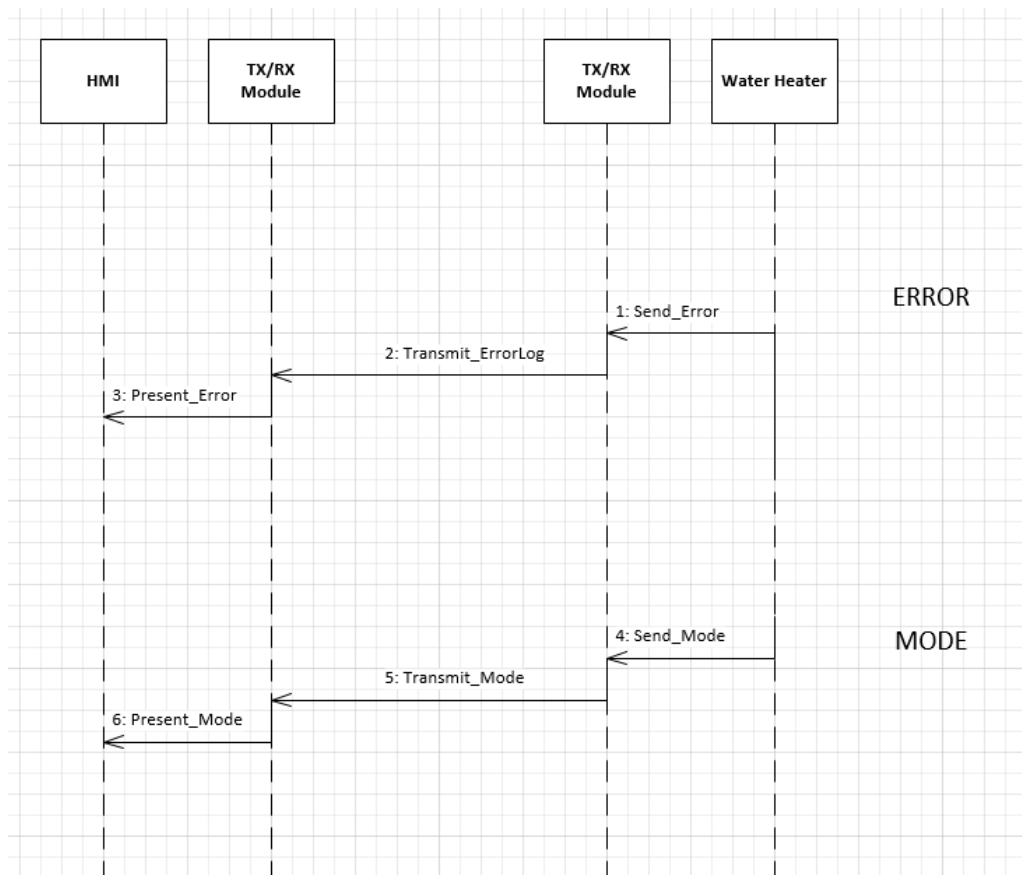 HMI
TX/RX
Module
TX/RX
Module
Water Heater
ERROR
1: Send_Error
2: Transmit_ErrorLog
3: Present_Error
4: Send_Mode
MODE
5: Transmit_Mode
6: Present_Mode